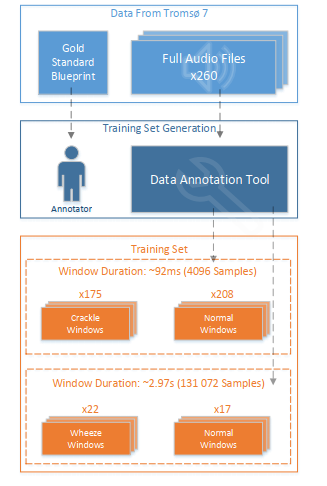 Data From Tromsø 7
Gold
Standard
Blueprint
Full Audio Files
x260
Training Set Generation
Annotator
Data Annotation Tool
Training Set
Window Duration: ~92ms (4096 Samples)
x175
x208
Crackle
Windows
Normal
Windows
Window Duration: ~2.97s (131 072 Samples)
x22
x17
Wheeze
Windows
Normal
Windows